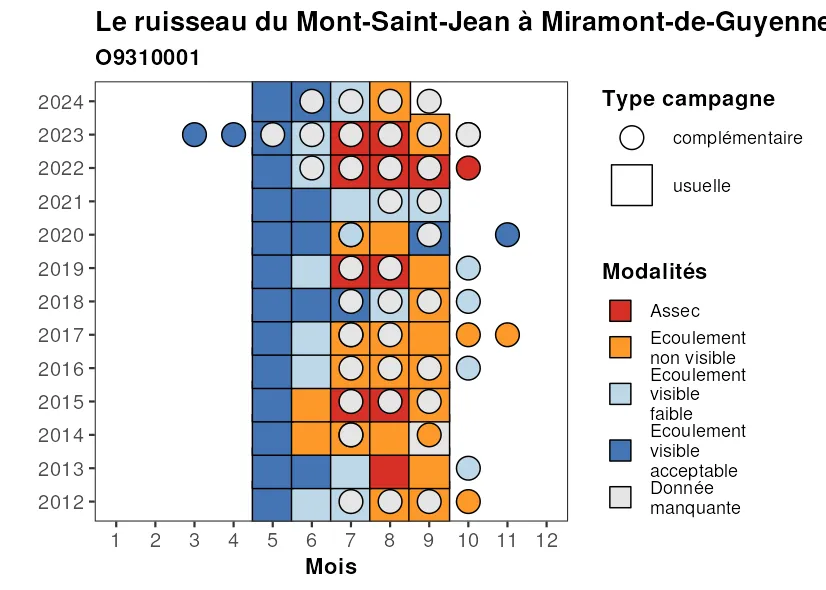 Le ruisseau du Mont-Saint-Jean à Miramont-de-Guyenne
O9310001
2024
2023
2022
2021
2020
2019
2018
2017
2016
2015
2014
2013
2012
1 2 3 4 5 6 7 8 9 10 11 12
Mois
Type campagne
complémentaire
usuelle
Modalités
Assec
Ecoulement
non visible
Ecoulement
visible
faible
Ecoulement
visible
acceptable
Donnée
manquante